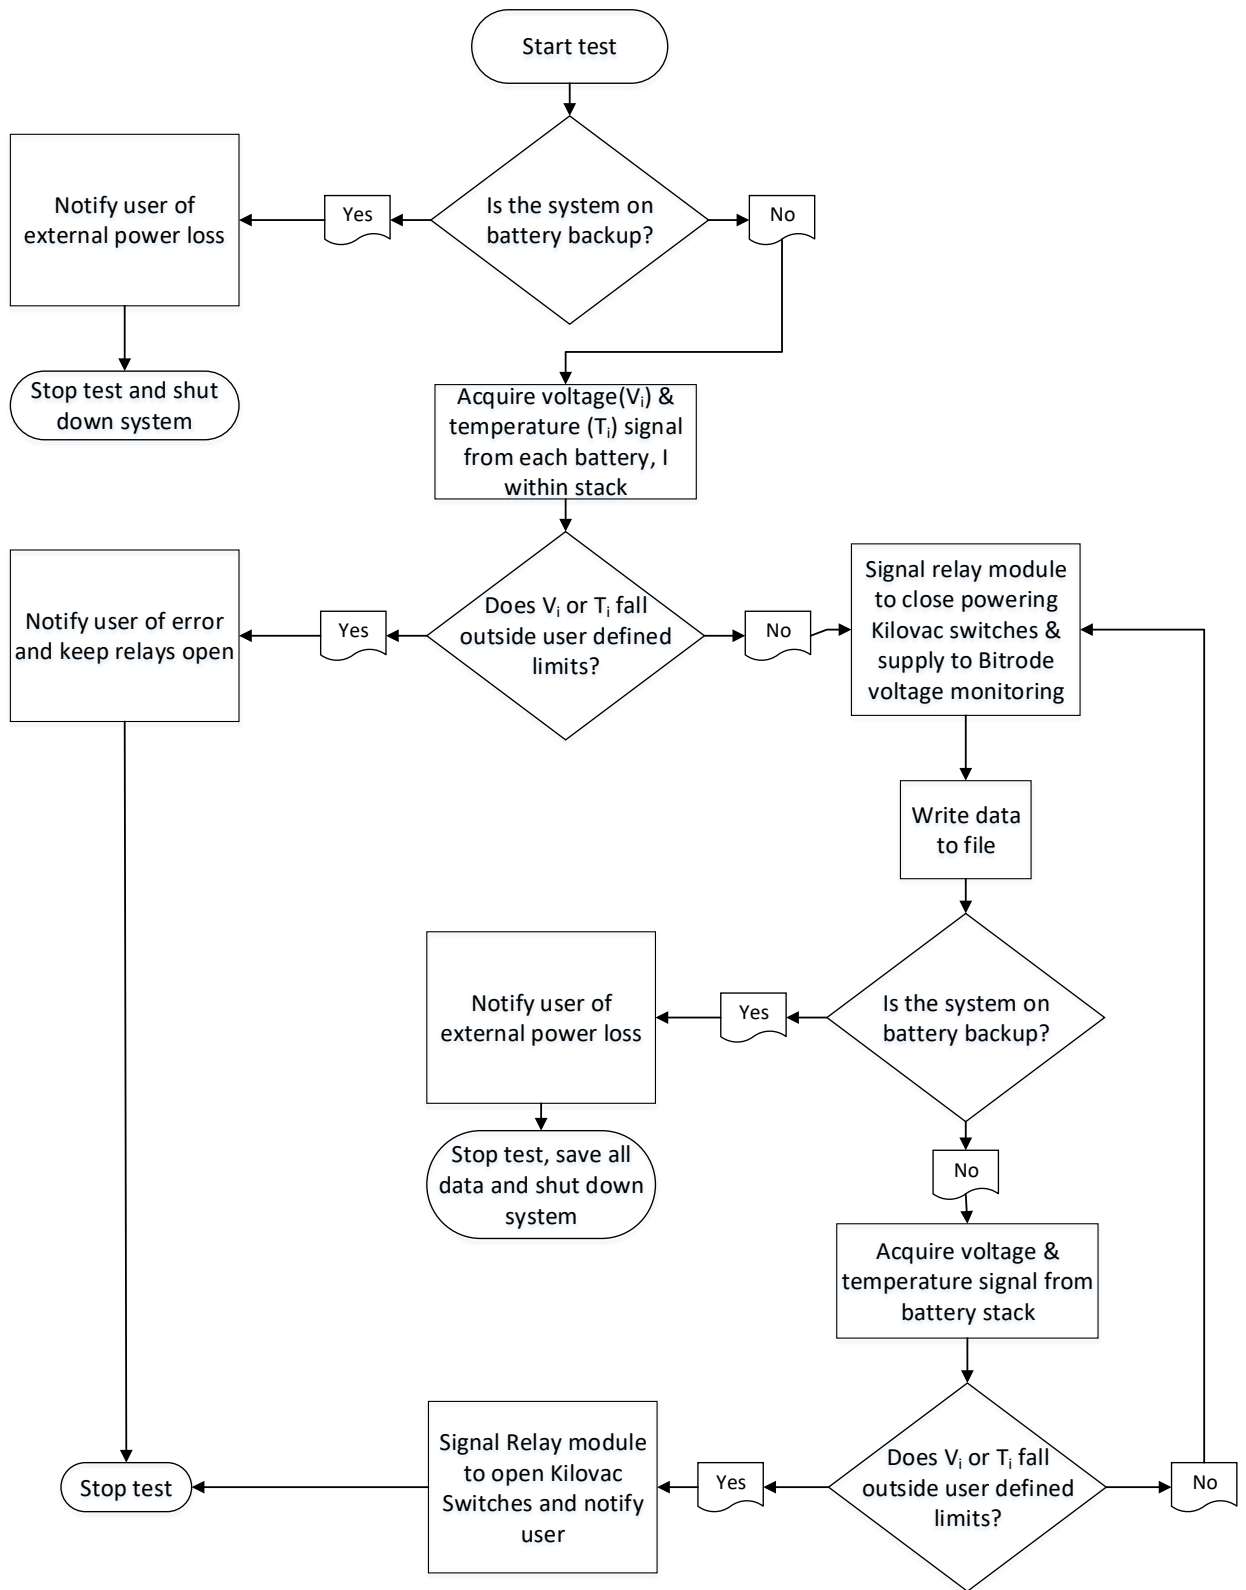 Start test
Is the system on
battery backup?
Yes
No
Notify user of
external power loss
Stop test and shut
down system
Acquire voltage(Vᵢ) &
temperature (Tᵢ) signal
from each battery, I
within stack
Does Vᵢ or Tᵢ fall
outside user defined
limits?
Yes
No
Notify user of error
and keep relays open
Signal relay module
to close powering
Kilovac switches &
supply to Bitrode
voltage monitoring
Write data
to file
Is the system on
battery backup?
Yes
Notify user of
external power loss
Stop test, save all
data and shut down
system
No
Acquire voltage &
temperature signal from
battery stack
Does Vᵢ or Tᵢ fall
outside user defined
limits?
Yes
No
Signal Relay module
to open Kilovac
Switches and notify
user
Stop test